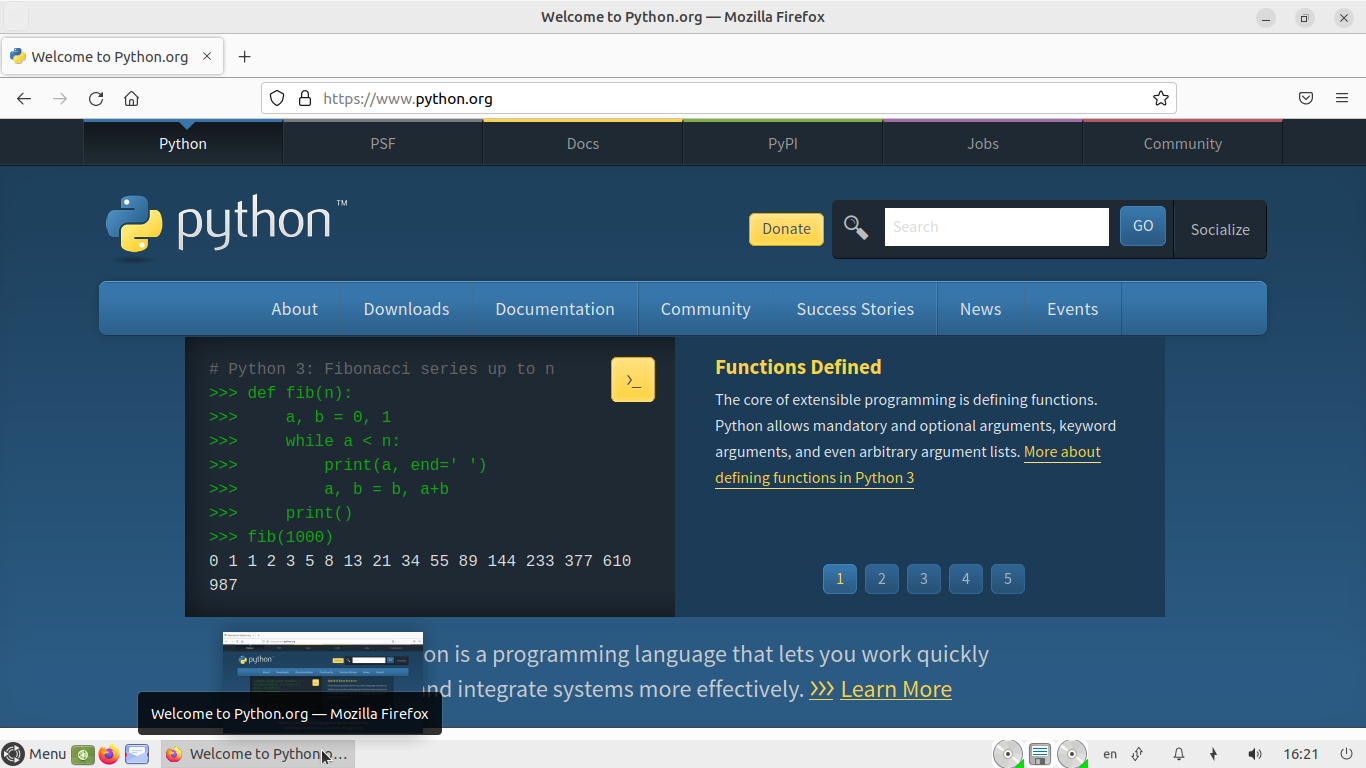 Welcome to Python.org — Mozilla Firefox
Welcome to Python.org
https://www.python.org
Python PSF Docs PyPI Jobs Community
python™
Donate Search GO Socialize
About Downloads Documentation Community Success Stories News Events
# Python 3: Fibonacci series up to n
>>> def fib(n):
>>>     a, b = 0, 1
>>>     while a < n:
>>>         print(a, end=' ')
>>>         a, b = b, a+b
>>>     print()
>>> fib(1000)
0 1 1 2 3 5 8 13 21 34 55 89 144 233 377 610
987
>_
Functions Defined
The core of extensible programming is defining functions.
Python allows mandatory and optional arguments, keyword
arguments, and even arbitrary argument lists. More about
defining functions in Python 3
1 2 3 4 5
on is a programming language that lets you work quickly
nd integrate systems more effectively. >>> Learn More
python
Welcome to Python.org — Mozilla Firefox
Menu Welcome to Python.o… en 16:21